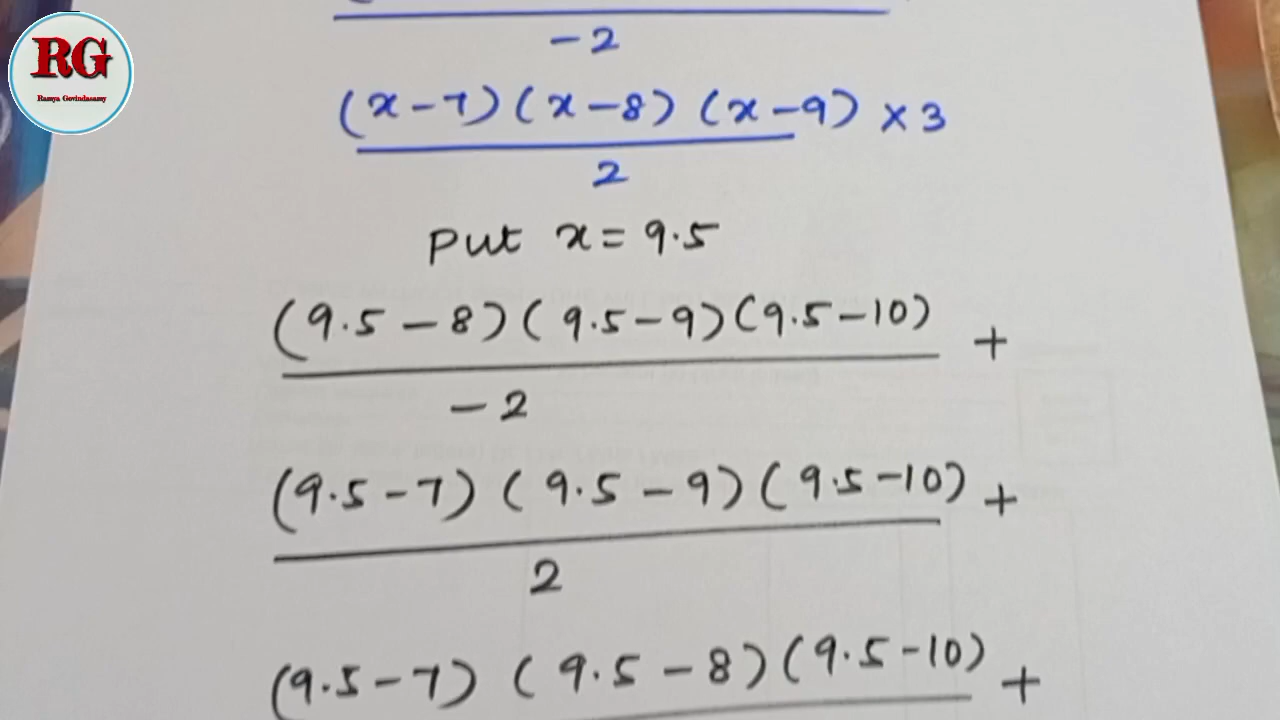 RG
Ramya Govindasamy
-2
(x-7)(x-8)(x-9) × 3
2
Put x = 9.5
(9.5-8)(9.5-9)(9.5-10) +
-2
(9.5-7)(9.5-9)(9.5-10) +
2
(9.5-7)(9.5-8)(9.5-10) +